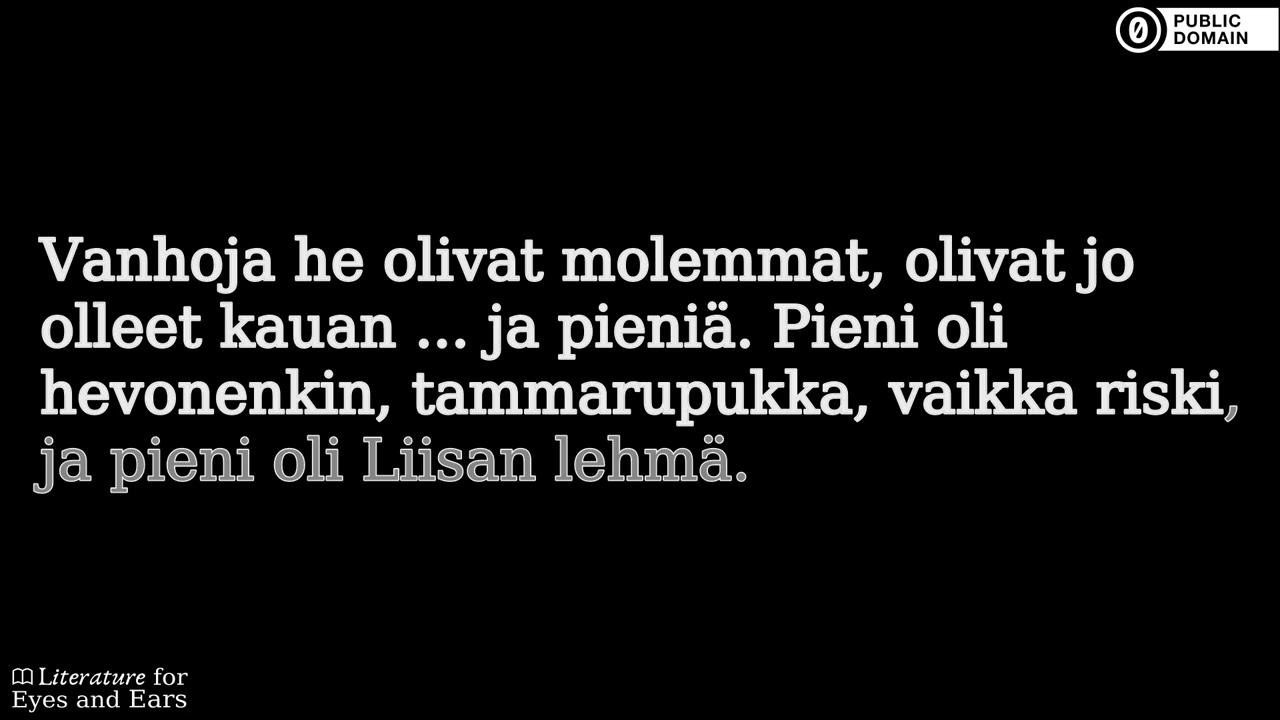 PUBLIC
DOMAIN
Vanhoja he olivat molemmat, olivat jo
olleet kauan ... ja pieniä. Pieni oli
hevonenkin, tammarupukka, vaikka riski,
ja pieni oli Liisan lehmä.
Literature for
Eyes and Ears